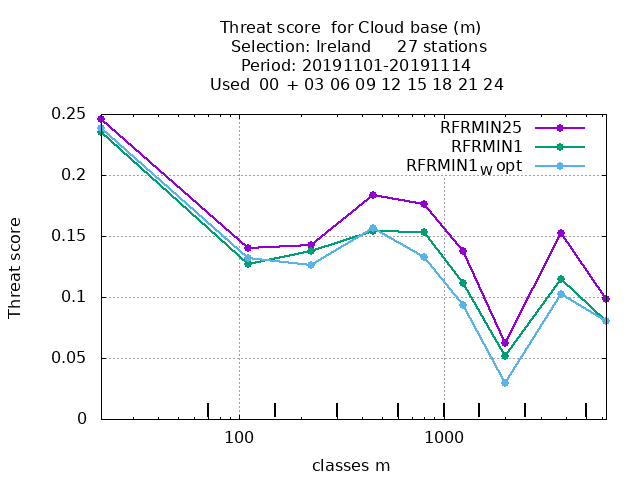 Threat score  for Cloud base (m)
Selection: Ireland     27 stations
Period: 20191101-20191114
Used  00 + 03 06 09 12 15 18 21 24
0.25
0.2
0.15
0.1
0.05
0
Threat score
RFRMIN25
RFRMIN1
RFRMIN1w opt
100
1000
classes m